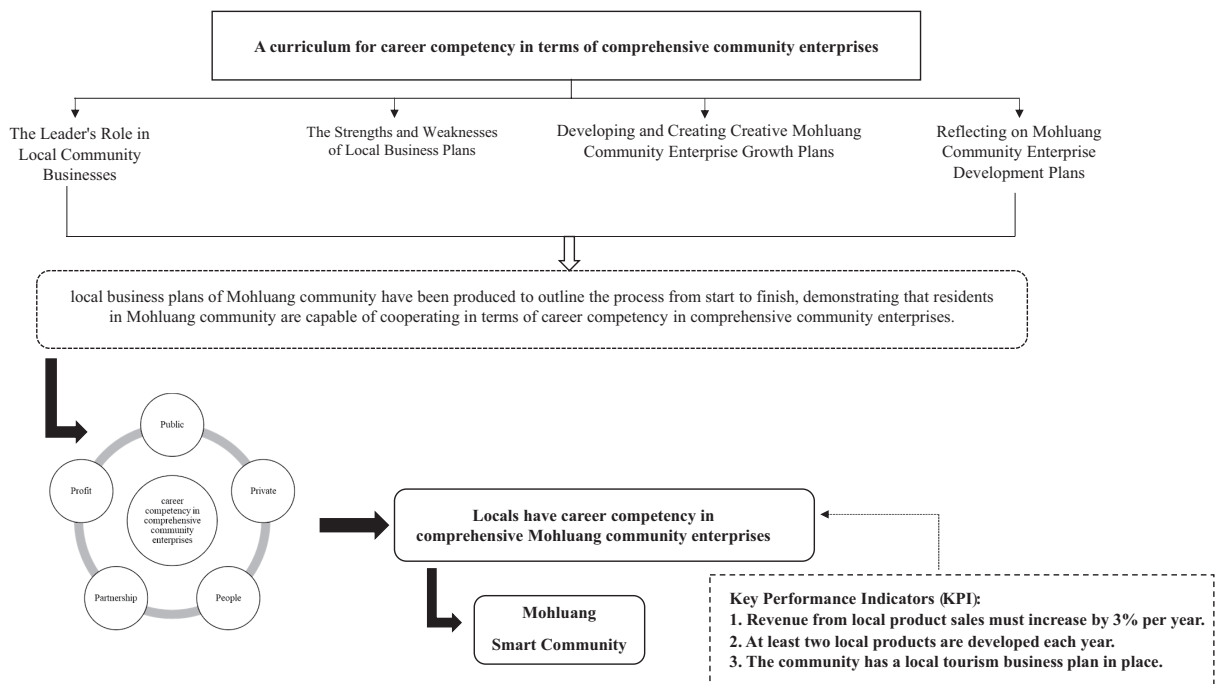 A curriculum for career competency in terms of comprehensive community enterprises
The Leader's Role in
Local Community
Businesses
The Strengths and Weaknesses
of Local Business Plans
Developing and Creating Creative Mohluang
Community Enterprise Growth Plans
Reflecting on Mohluang
Community Enterprise
Development Plans
local business plans of Mohluang community have been produced to outline the process from start to finish, demonstrating that residents
in Mohluang community are capable of cooperating in terms of career competency in comprehensive community enterprises.
Public
Profit
Private
career
competency in
comprehensive
community
enterprises
Partnership
People
Locals have career competency in
comprehensive Mohluang community enterprises
Mohluang
Smart Community
Key Performance Indicators (KPI):
1. Revenue from local product sales must increase by 3% per year.
2. At least two local products are developed each year.
3. The community has a local tourism business plan in place.